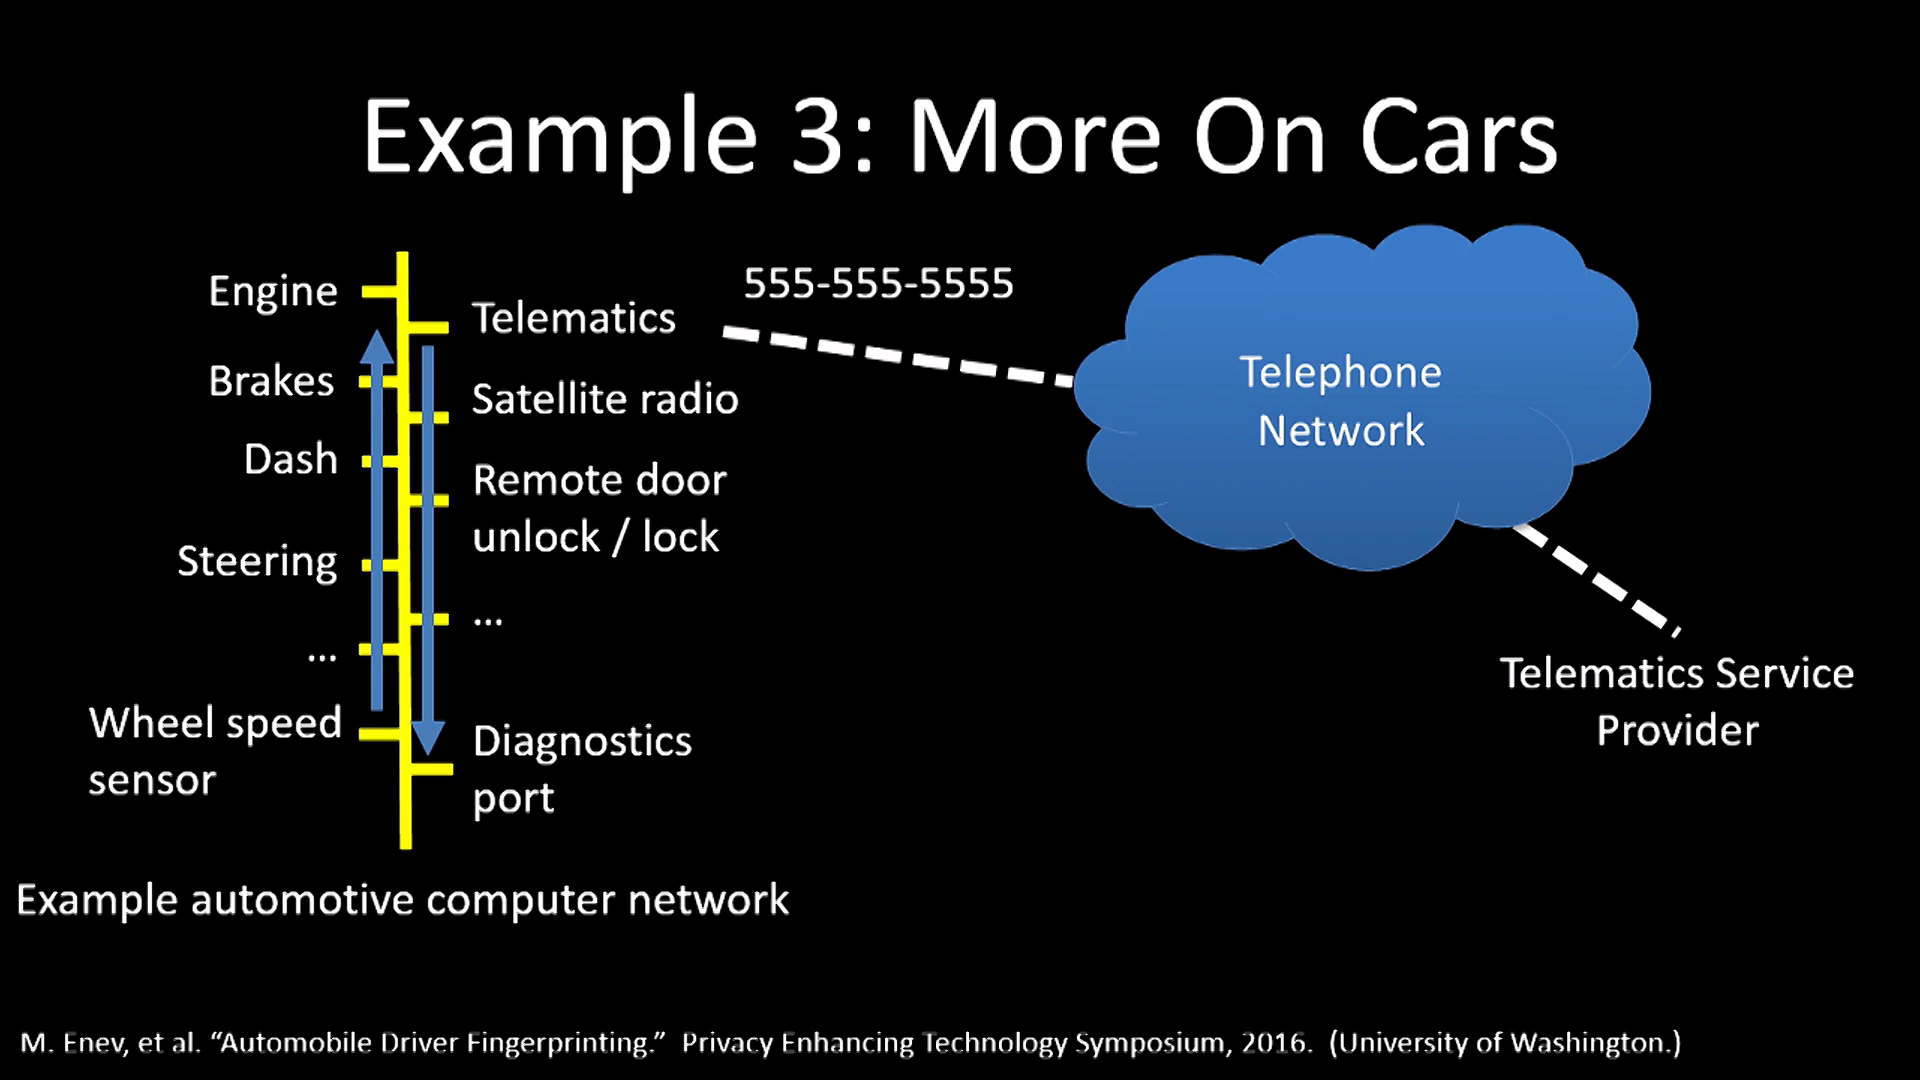 Example 3: More On Cars
Engine
Brakes
Dash
Steering
...
Wheel speed
sensor
Telematics
Satellite radio
Remote door
unlock / lock
...
Diagnostics
port
555-555-5555
Telephone
Network
Telematics Service
Provider
Example automotive computer network
M. Enev, et al. “Automobile Driver Fingerprinting.”  Privacy Enhancing Technology Symposium, 2016.  (University of Washington.)